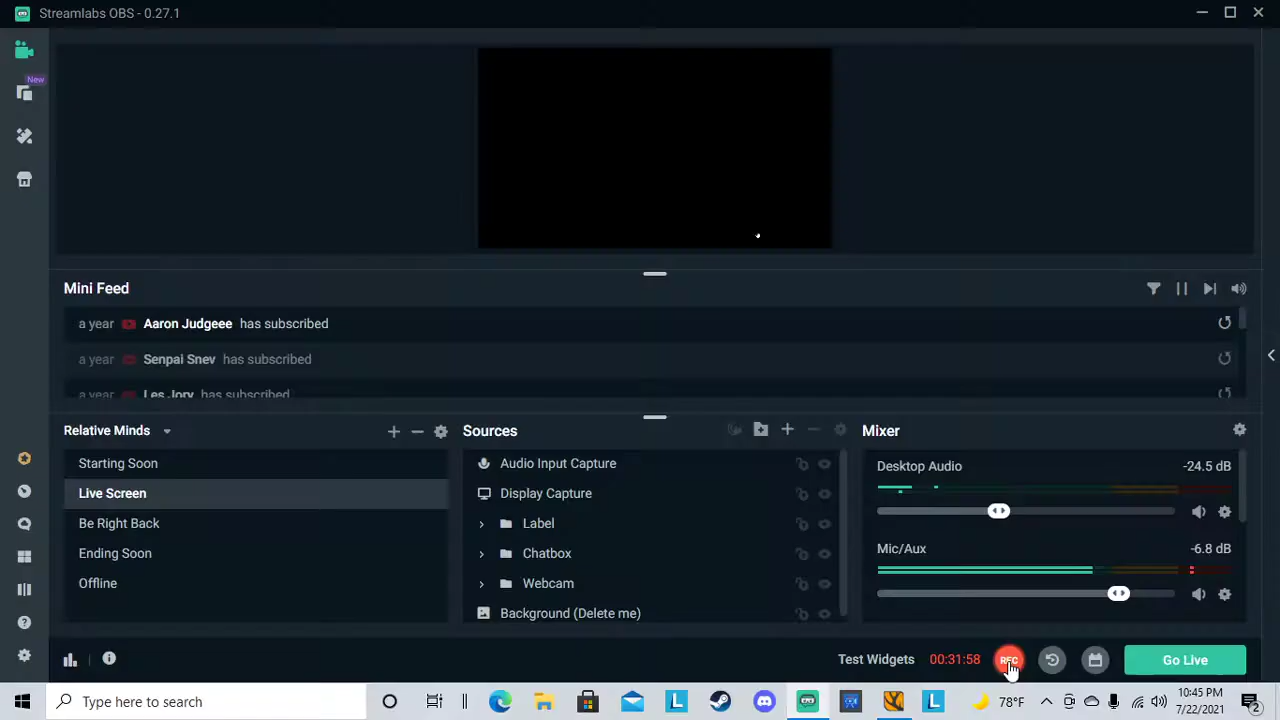 Streamlabs OBS - 0.27.1
New
Mini Feed
a year Aaron Judgeee has subscribed
a year Senpai Snev has subscribed
a year Les Jory has subscribed
Relative Minds
Starting Soon
Live Screen
Be Right Back
Ending Soon
Offline
Sources
Audio Input Capture
Display Capture
Label
Chatbox
Webcam
Background (Delete me)
Mixer
Desktop Audio -24.5 dB
Mic/Aux -6.8 dB
Test Widgets 00:31:58 REC Go Live
Type here to search
L
L
78°F
10:45 PM
7/22/2021
2